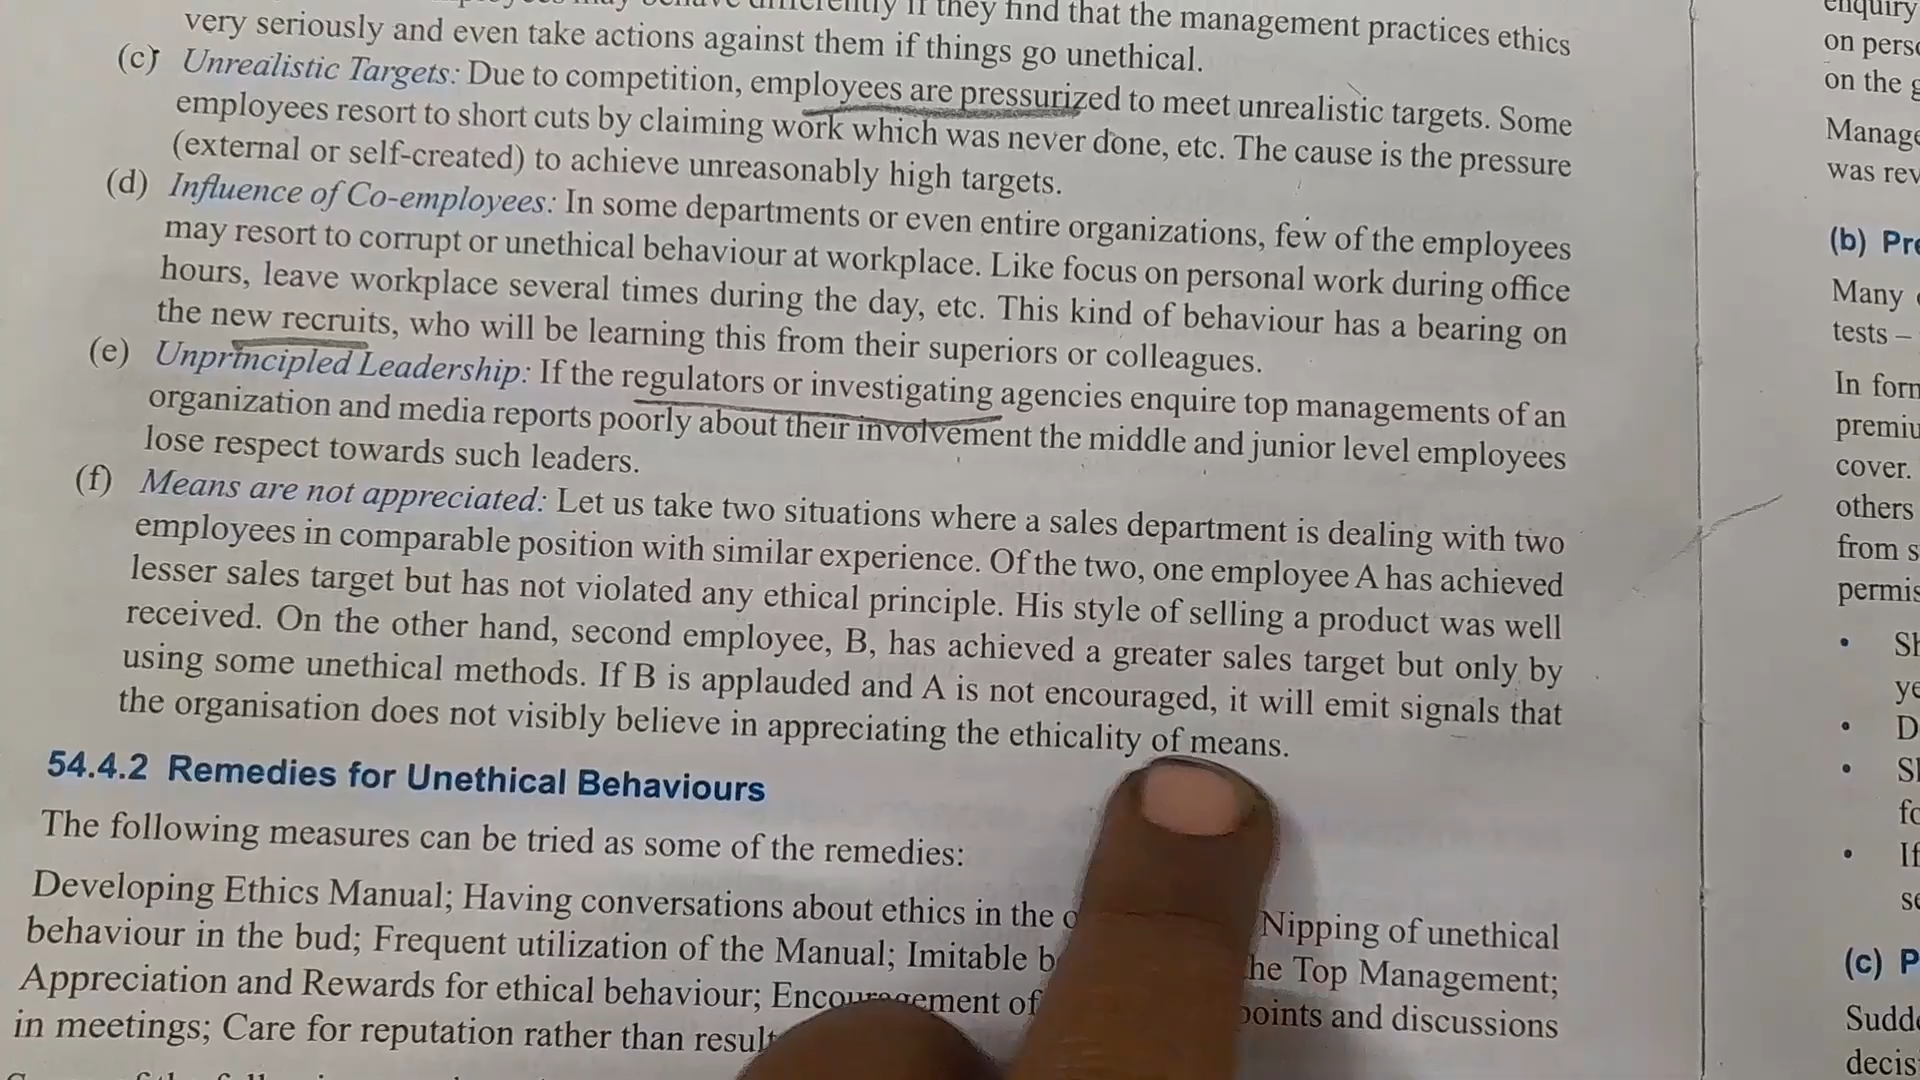 differently if they find that the management practices ethics
very seriously and even take actions against them if things go unethical.
(c) Unrealistic Targets: Due to competition, employees are pressurized to meet unrealistic targets. Some
employees resort to short cuts by claiming work which was never done, etc. The cause is the pressure
(external or self-created) to achieve unreasonably high targets.
(d) Influence of Co-employees: In some departments or even entire organizations, few of the employees
may resort to corrupt or unethical behaviour at workplace. Like focus on personal work during office
hours, leave workplace several times during the day, etc. This kind of behaviour has a bearing on
the new recruits, who will be learning this from their superiors or colleagues.
(e) Unprincipled Leadership: If the regulators or investigating agencies enquire top managements of an
organization and media reports poorly about their involvement the middle and junior level employees
lose respect towards such leaders.
(f) Means are not appreciated: Let us take two situations where a sales department is dealing with two
employees in comparable position with similar experience. Of the two, one employee A has achieved
lesser sales target but has not violated any ethical principle. His style of selling a product was well
received. On the other hand, second employee, B, has achieved a greater sales target but only by
using some unethical methods. If B is applauded and A is not encouraged, it will emit signals that
the organisation does not visibly believe in appreciating the ethicality of means.
54.4.2 Remedies for Unethical Behaviours
The following measures can be tried as some of the remedies:
Developing Ethics Manual; Having conversations about ethics in the Nipping of unethical
behaviour in the bud; Frequent utilization of the Manual; Imitable Top Management;
Appreciation and Rewards for ethical behaviour; Encouragement of points and discussions
in meetings; Care for reputation rather than
enquiry
on
on the
was
(b)
Many
tests –
In
cover.
others
from
•
•
D
•
•
If
(c)